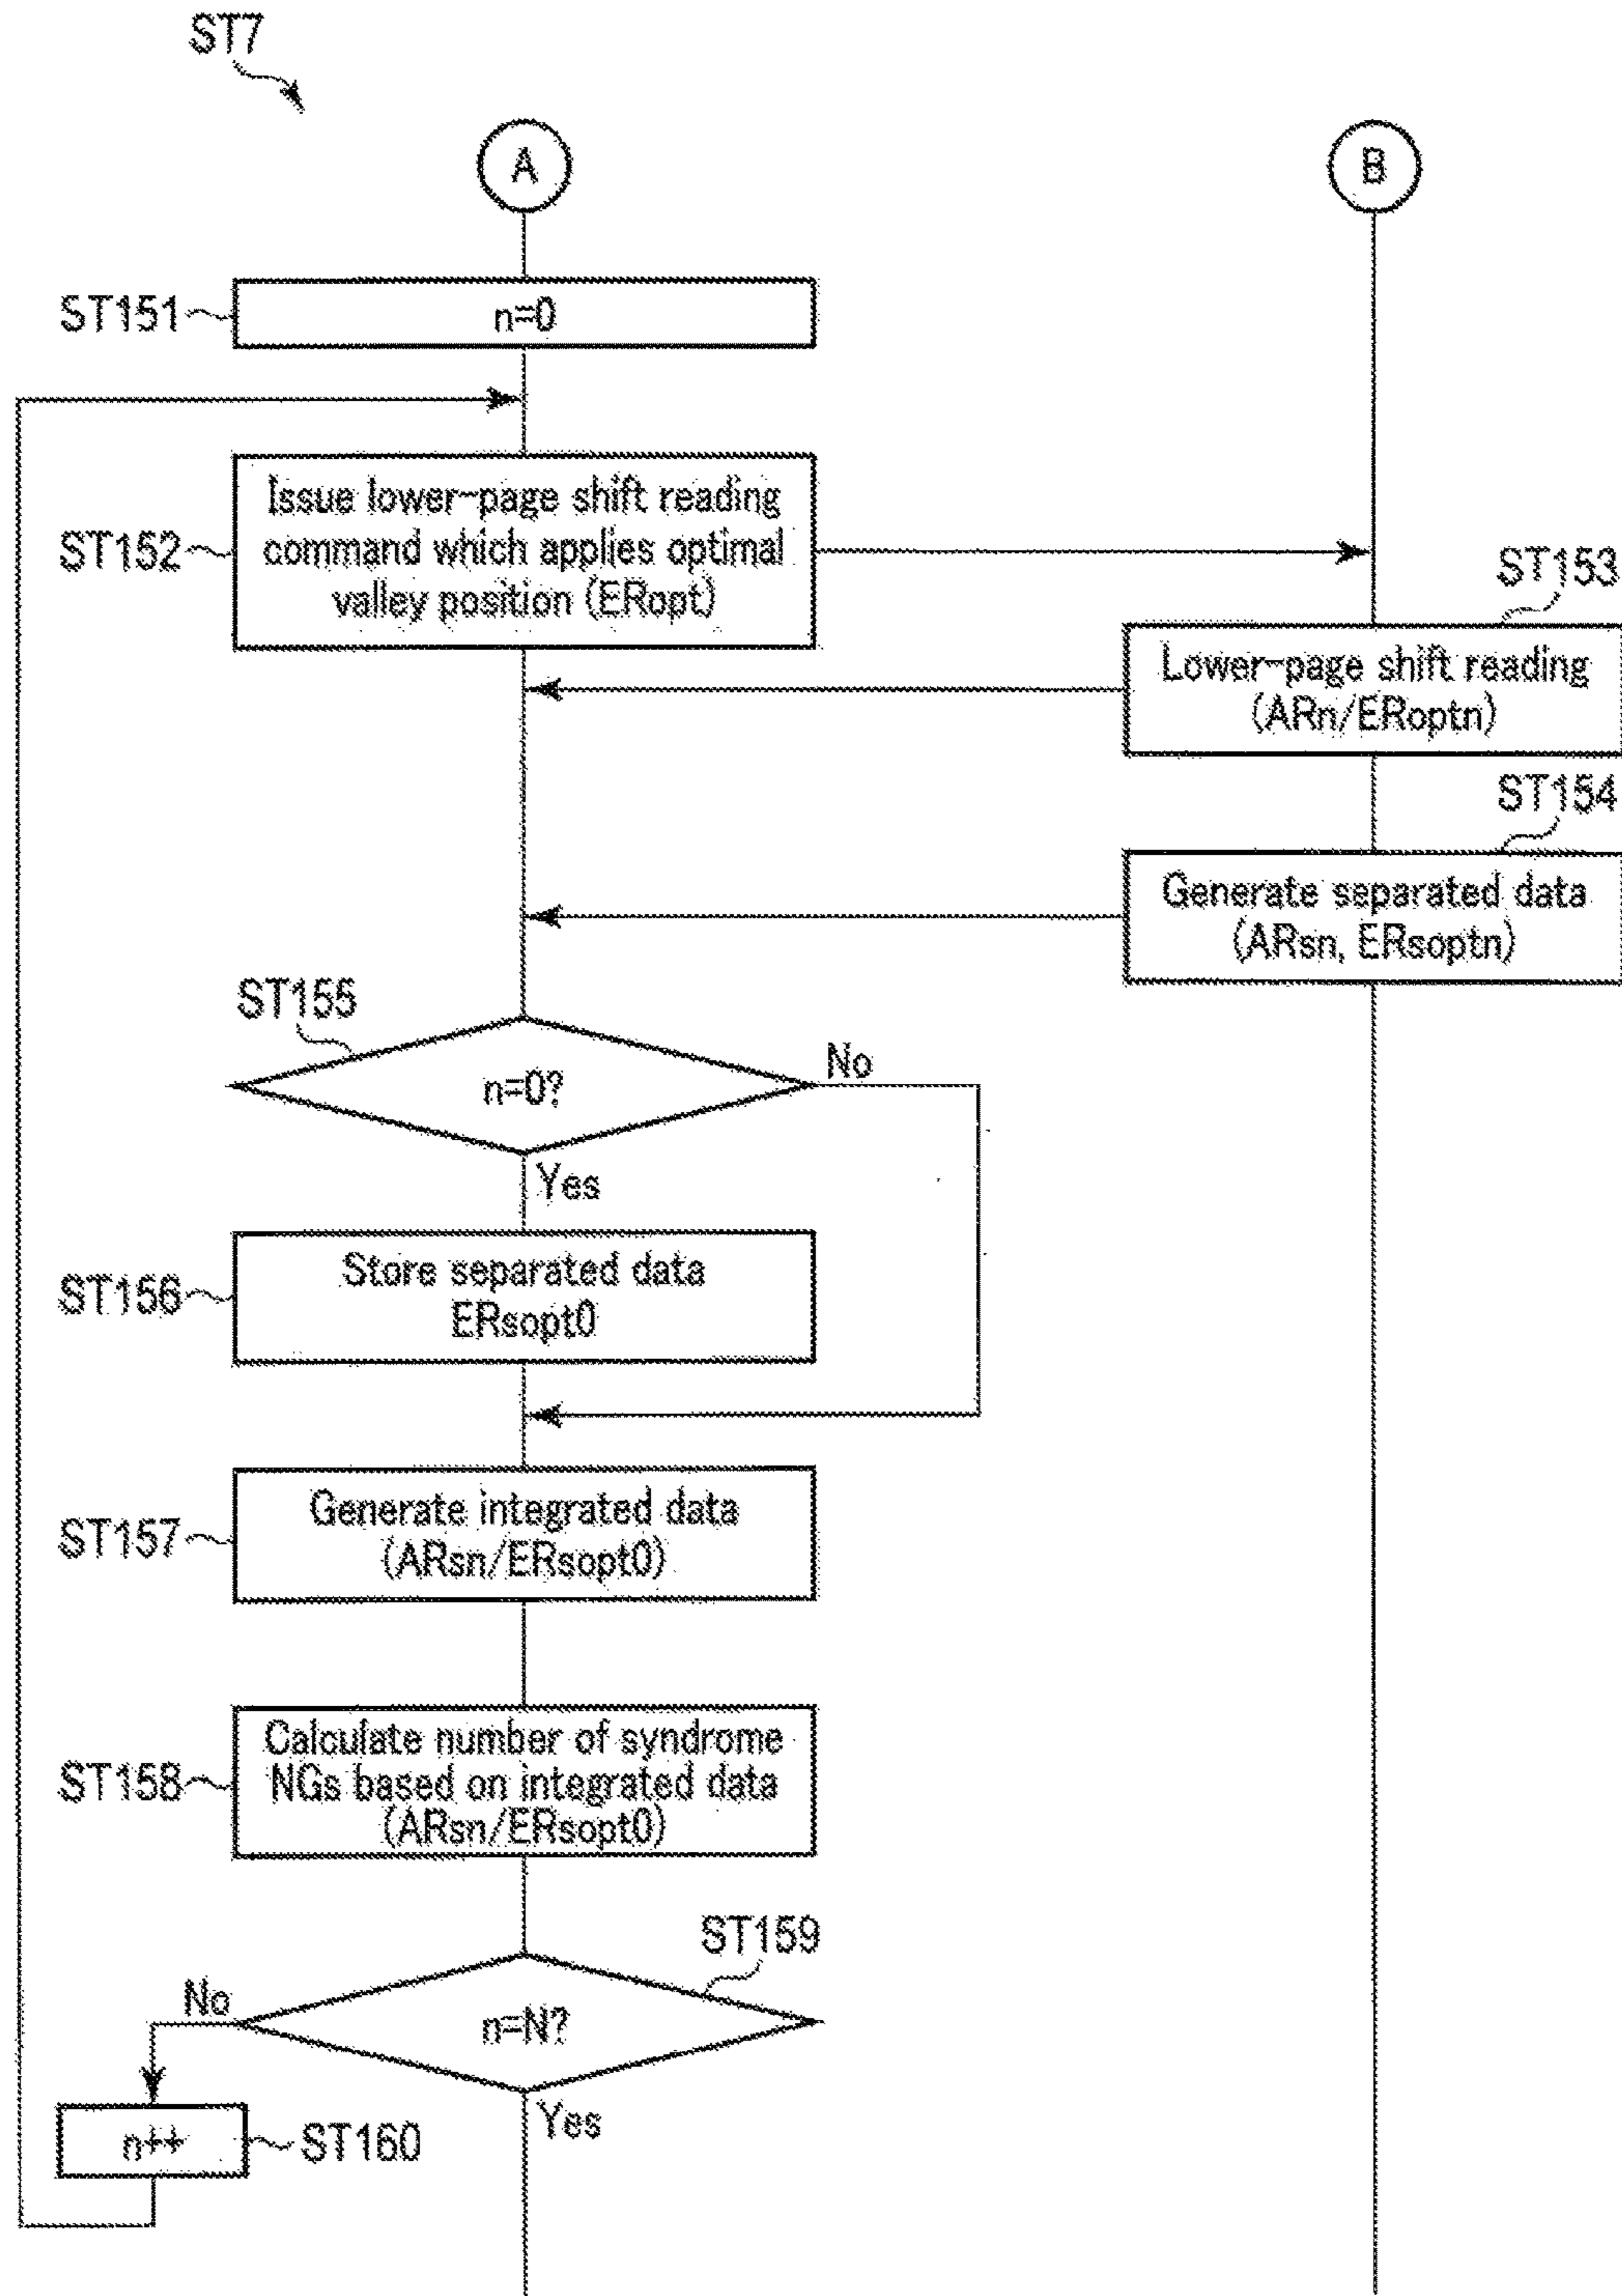 ST7
A
B
ST151
n=0
ST152
Issue lower-page shift reading
command which applies optimal
valley position (ERopt)
ST153
Lower-page shift reading
(ARn/ERoptn)
ST154
Generate separated data
(ARsn, ERsoptn)
ST155
n=0?
No
Yes
ST156
Store separated data
ERsopt0
ST157
Generate integrated data
(ARsn/ERsopt0)
ST158
Calculate number of syndrome
NGs based on integrated data
(ARsn/ERsopt0)
ST159
No
n=N?
Yes
n++
ST160